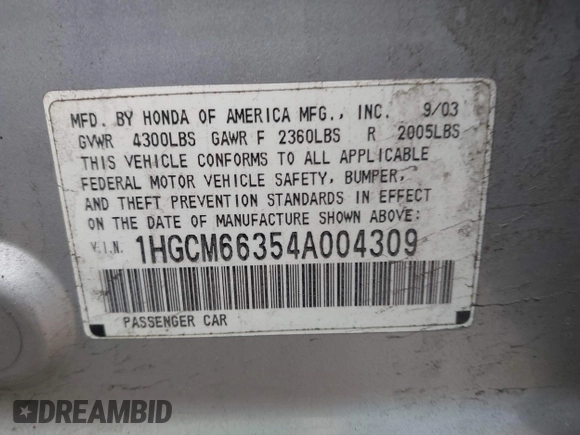 MFD. BY HONDA OF AMERICA MFG., INC. 9/03
GVWR 4300LBS GAWR F 2360LBS R 2005LBS
THIS VEHICLE CONFORMS TO ALL APPLICABLE
FEDERAL MOTOR VEHICLE SAFETY, BUMPER,
AND THEFT PREVENTION STANDARDS IN EFFECT
ON THE DATE OF MANUFACTURE SHOWN ABOVE:
V.I.N. 1HGCM66354A004309
PASSENGER CAR
DREAMBID